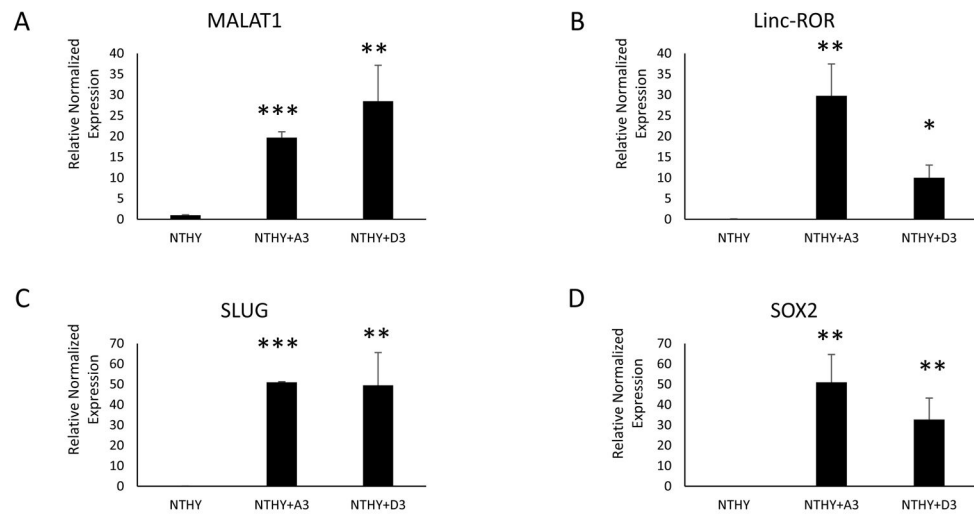 A
MALAT1
Relative Normalized
Expression
40
35
30
25
20
15
10
5
0
***
**
NTHY
NTHY+A3
NTHY+D3
B
Linc-ROR
Relative Normalized
Expression
40
35
30
25
20
15
10
5
0
**
*
NTHY
NTHY+A3
NTHY+D3
C
SLUG
Relative Normalized
Expression
70
60
50
40
30
20
10
0
***
**
NTHY
NTHY+A3
NTHY+D3
D
SOX2
Relative Normalized
Expression
70
60
50
40
30
20
10
0
**
**
NTHY
NTHY+A3
NTHY+D3